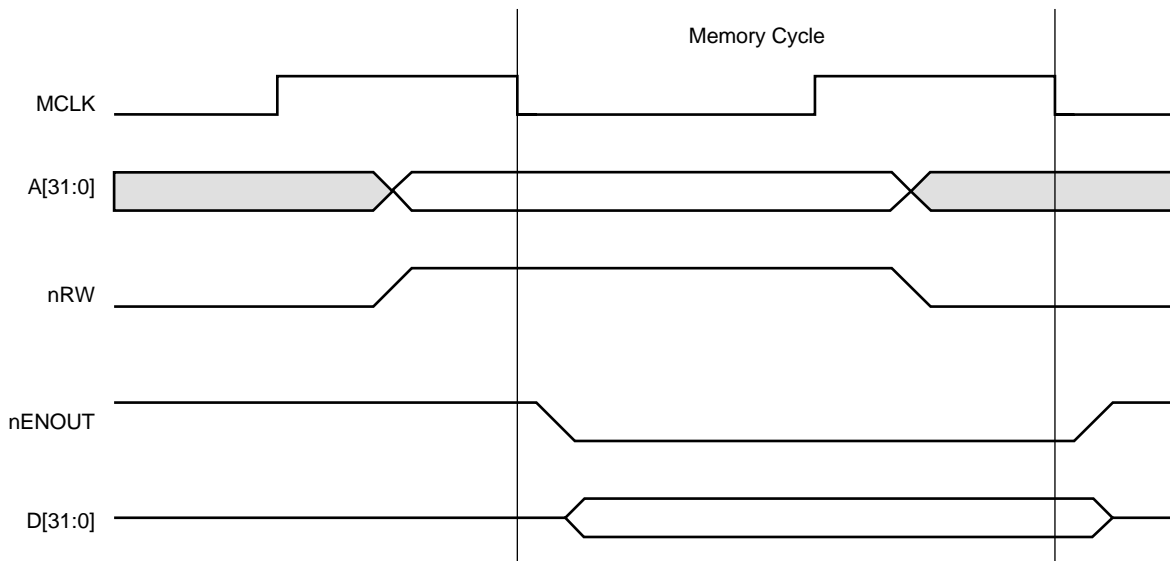 Memory Cycle
MCLK
A[31:0]
nRW
nENOUT
D[31:0]